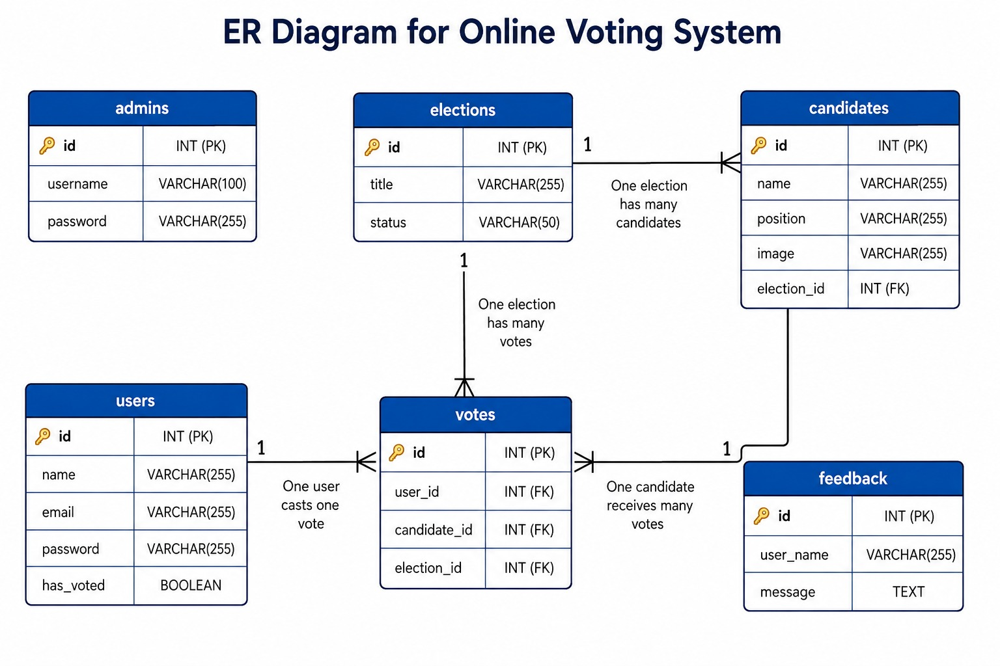 ER Diagram for Online Voting System
admins
id INT (PK)
username VARCHAR(100)
password VARCHAR(255)
elections
id INT (PK)
title VARCHAR(255)
status VARCHAR(50)
1
One election
has many
candidates
candidates
id INT (PK)
name VARCHAR(255)
position VARCHAR(255)
image VARCHAR(255)
election_id INT (FK)
1
One election
has many
votes
users
id INT (PK)
name VARCHAR(255)
email VARCHAR(255)
password VARCHAR(255)
has_voted BOOLEAN
1
One user
casts one
vote
votes
id INT (PK)
user_id INT (FK)
candidate_id INT (FK)
election_id INT (FK)
1
One candidate
receives many
votes
feedback
id INT (PK)
user_name VARCHAR(255)
message TEXT